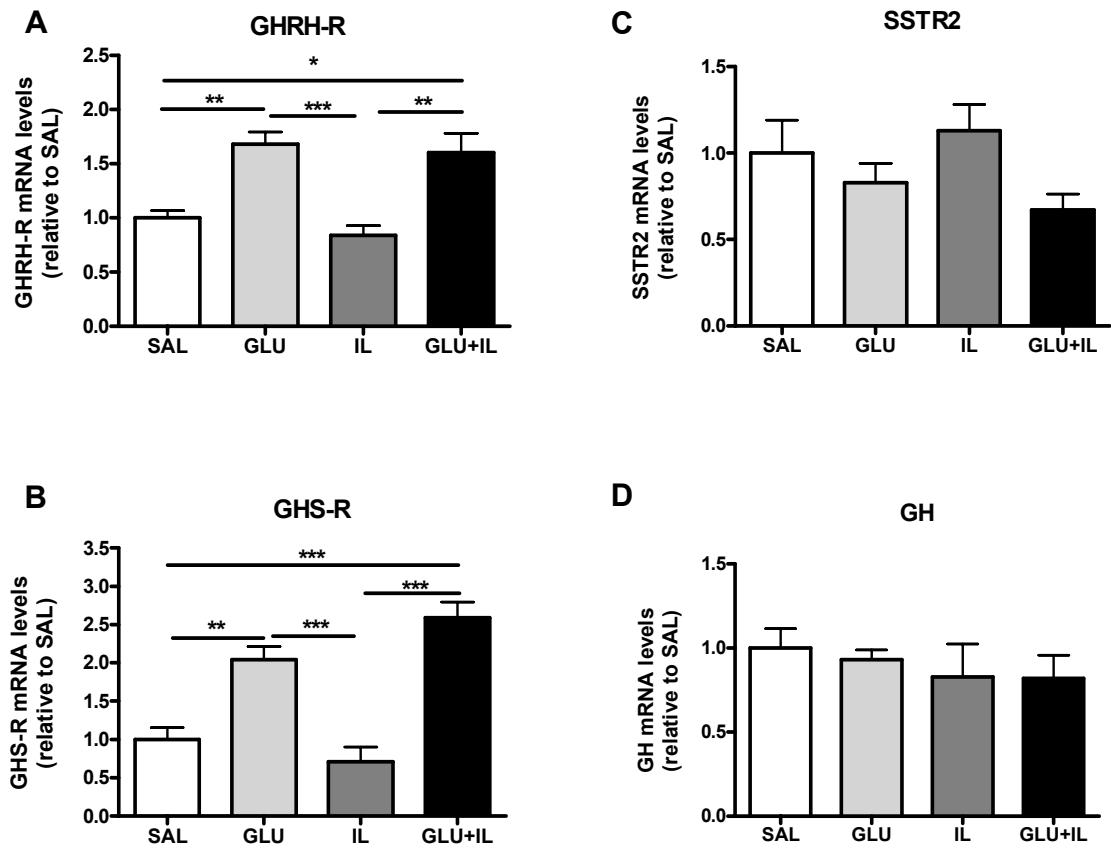 A
GHRH-R
GHRH-R mRNA levels
(relative to SAL)
2.5
2.0
1.5
1.0
0.5
0.0
*
** *** **
SAL GLU IL GLU+IL
C
SSTR2
SSTR2 mRNA levels
(relative to SAL)
1.5
1.0
0.5
0.0
SAL GLU IL GLU+IL
B
GHS-R
GHS-R mRNA levels
(relative to SAL)
3.5
3.0
2.5
2.0
1.5
1.0
0.5
0.0
***
***
** ***
SAL GLU IL GLU+IL
D
GH
GH mRNA levels
(relative to SAL)
1.5
1.0
0.5
0.0
SAL GLU IL GLU+IL